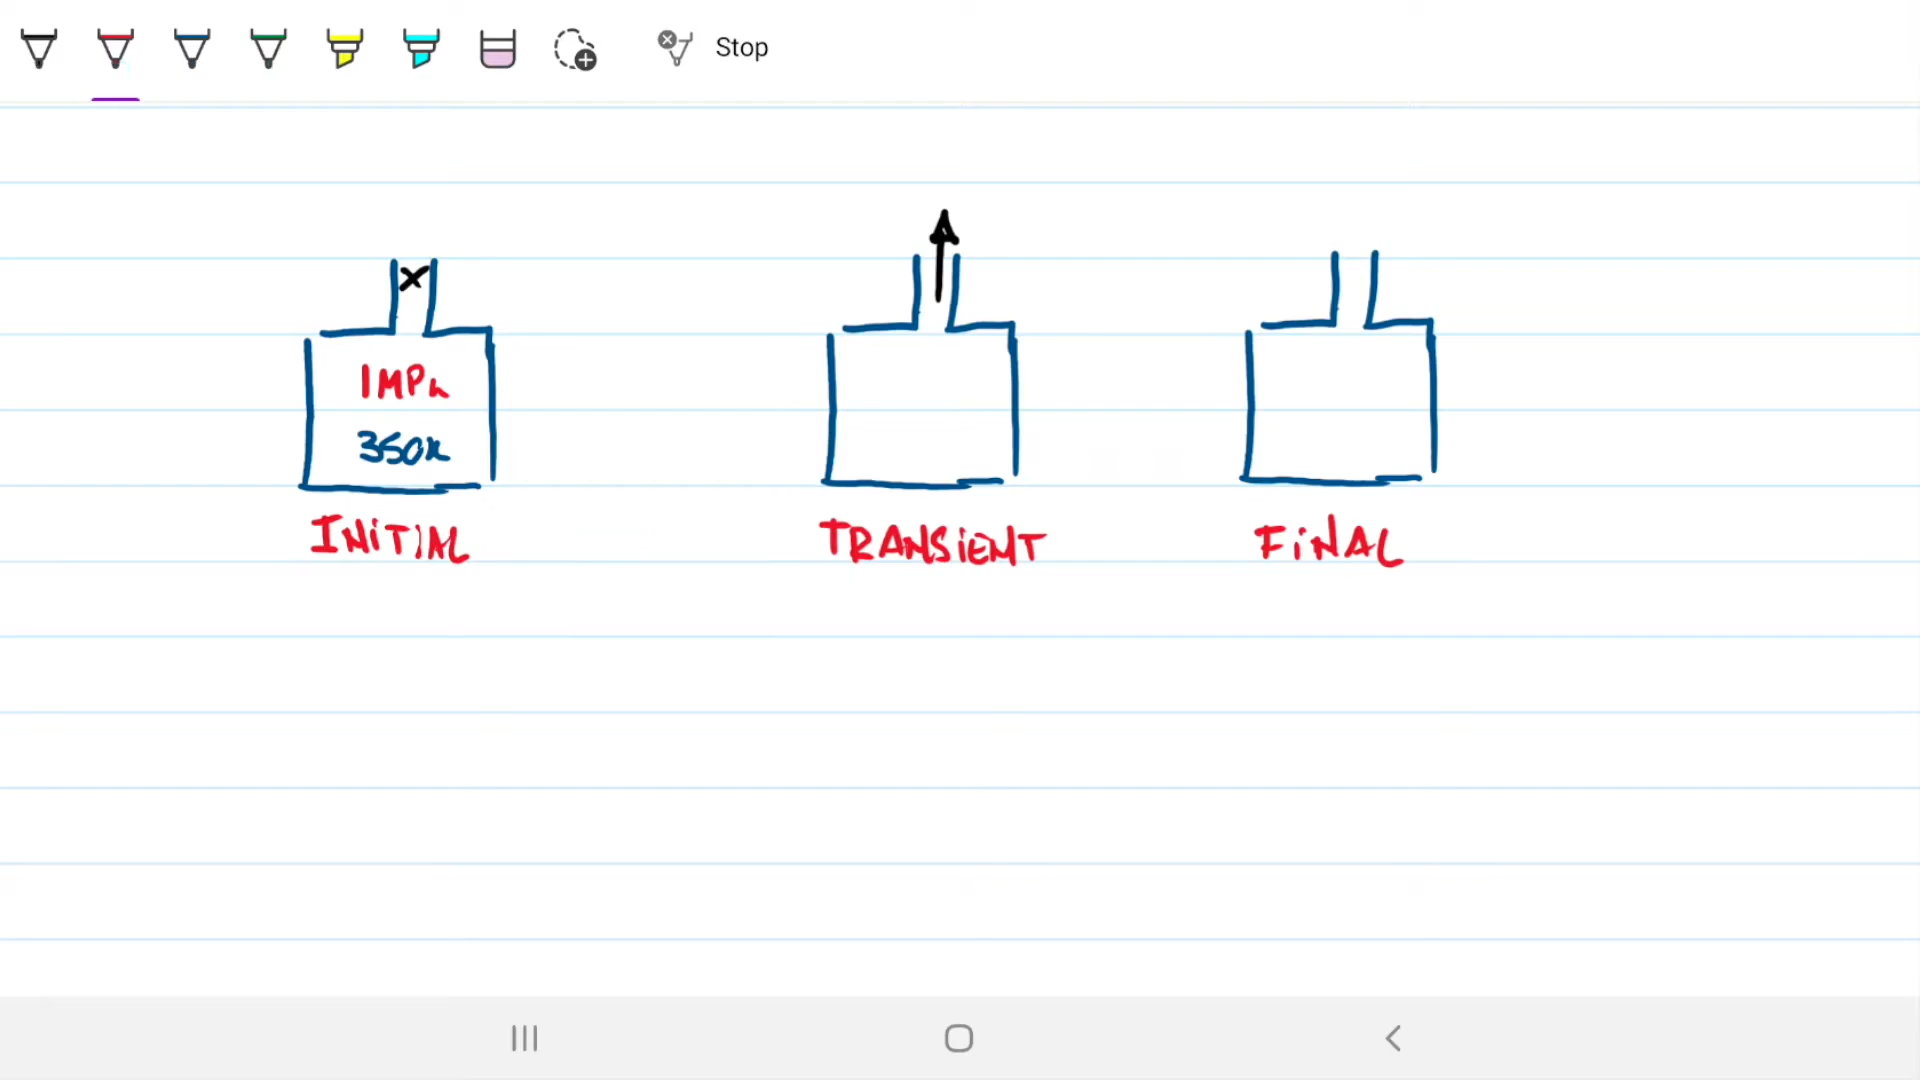 Stop
1MPa
350K
INITIAL
TRANSIENT
FINAL